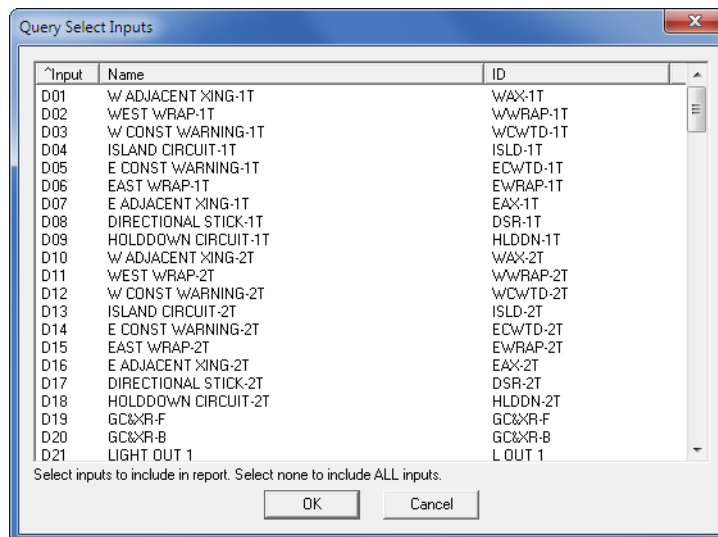 Query Select Inputs
^Input Name ID
D01 W ADJACENT XING-1T WAX-1T
D02 WEST WRAP-1T WWRAP-1T
D03 W CONST WARNING-1T WCWTD-1T
D04 ISLAND CIRCUIT-1T ISLD-1T
D05 E CONST WARNING-1T ECWTD-1T
D06 EAST WRAP-1T EWRAP-1T
D07 E ADJACENT XING-1T EAX-1T
D08 DIRECTIONAL STICK-1T DSR-1T
D09 HOLDDOWN CIRCUIT-1T HLDDN-1T
D10 W ADJACENT XING-2T WAX-2T
D11 WEST WRAP-2T WWRAP-2T
D12 W CONST WARNING-2T WCWTD-2T
D13 ISLAND CIRCUIT-2T ISLD-2T
D14 E CONST WARNING-2T ECWTD-2T
D15 EAST WRAP-2T EWRAP-2T
D16 E ADJACENT XING-2T EAX-2T
D17 DIRECTIONAL STICK-2T DSR-2T
D18 HOLDDOWN CIRCUIT-2T HLDDN-2T
D19 GC&XR-F GC&XR-F
D20 GC&XR-B GC&XR-B
D21 LIGHT OUT 1 L OUT 1
Select inputs to include in report. Select none to include ALL inputs.
OK Cancel